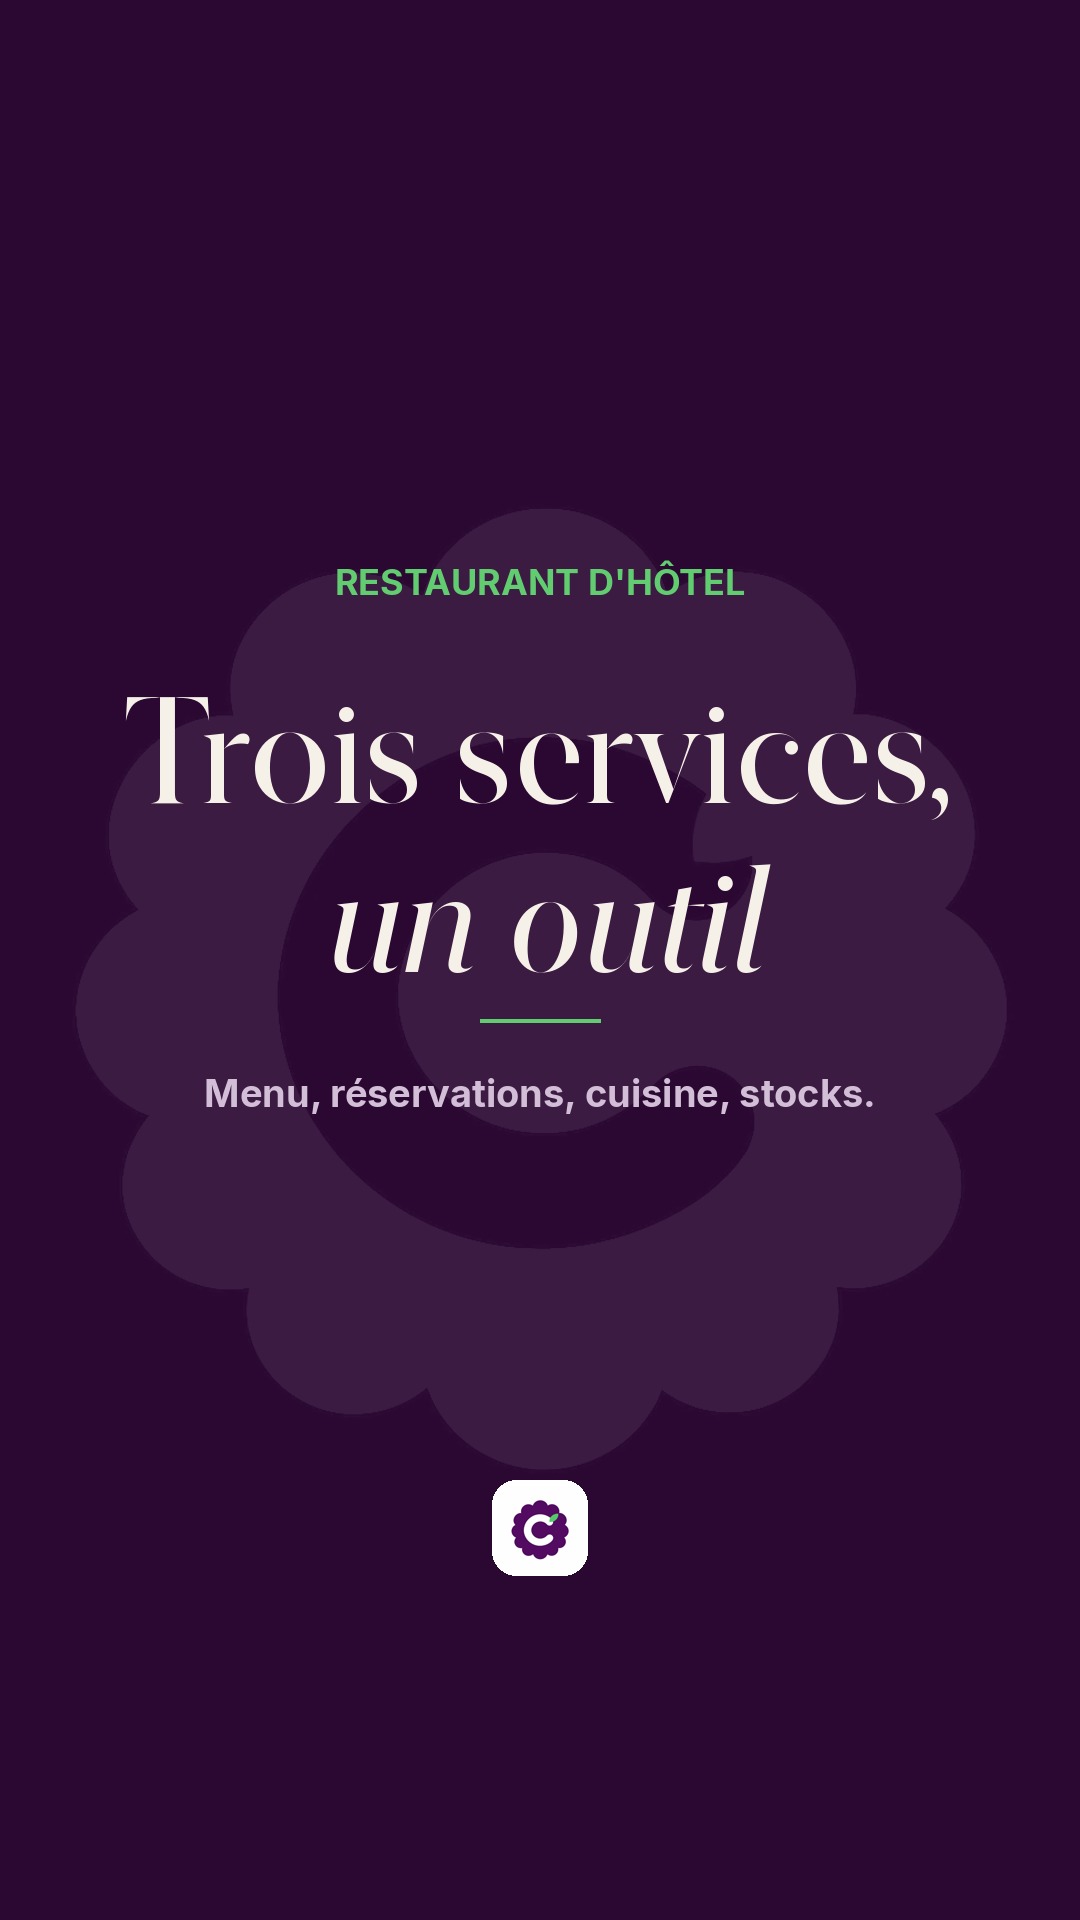 RESTAURANT D'HÔTEL
Trois services,
un outil
Menu, réservations, cuisine, stocks.